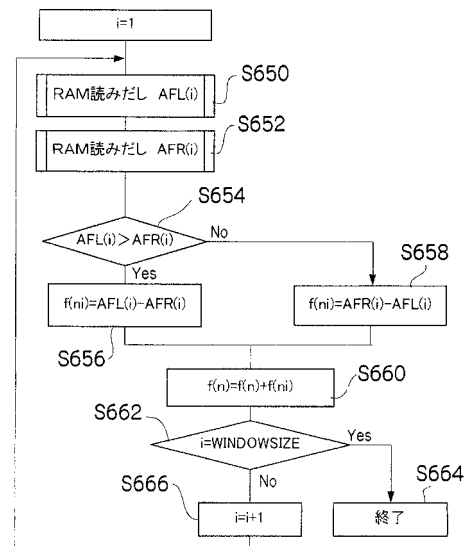 i=1
RAM読みだし AFL(i)
S650
RAM読みだし AFR(i)
S652
S654
AFL(i)>AFR(i)
No
Yes
S658
f(ni)=AFL(i)-AFR(i)
f(ni)=AFR(i)-AFL(i)
S656
S660
f(n)=f(n)+f(ni)
S662
i=WINDOWSIZE
Yes
No
S666
S664
i=i+1
終了